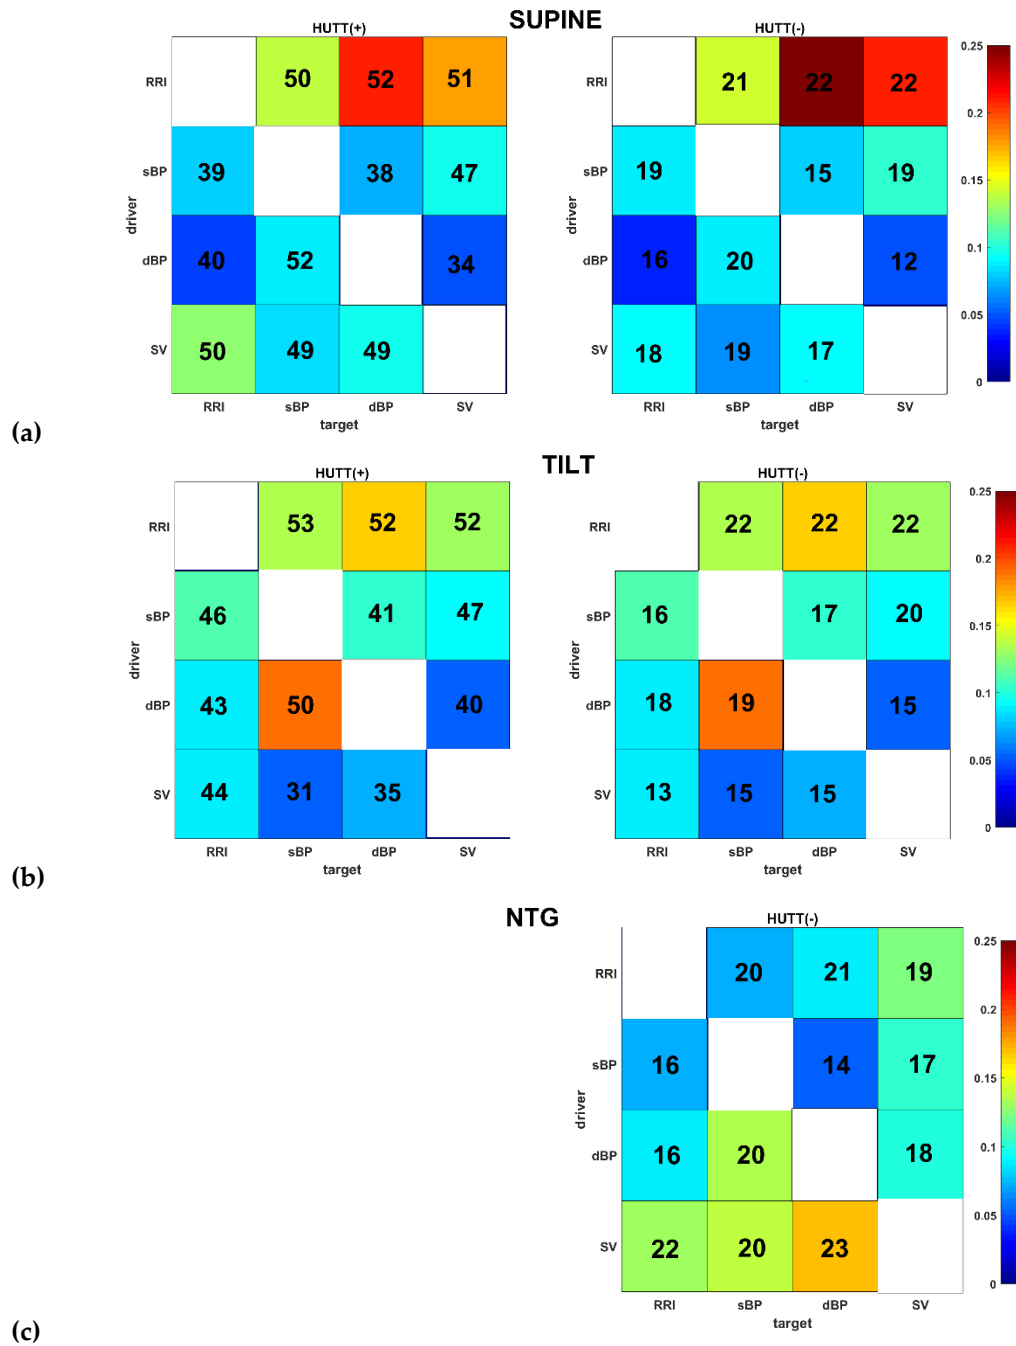 SUPINE
HUTT(+) HUTT(-)
RRI 50 52 51 21 22 22
sBP 39 38 47 19 15 19
dBP 40 52 34 16 20 12
SV 50 49 49 18 19 17
driver driver
RRI sBP dBP SV RRI sBP dBP SV
target target
0.25
0.2
0.15
0.1
0.05
0
(a)
TILT
HUTT(+) HUTT(-)
RRI 53 52 52 RRI 22 22 22
sBP 46 41 47 sBP 16 17 20
dBP 43 50 40 dBP 18 19 15
SV 44 31 35 SV 13 15 15
driver driver
RRI sBP dBP SV RRI sBP dBP SV
target target
0.25
0.2
0.15
0.1
0.05
0
(b)
NTG
HUTT(-)
RRI 20 21 19
sBP 16 14 17
dBP 16 20 18
SV 22 20 23
driver
RRI sBP dBP SV
target
0.25
0.2
0.15
0.1
0.05
0
(c)